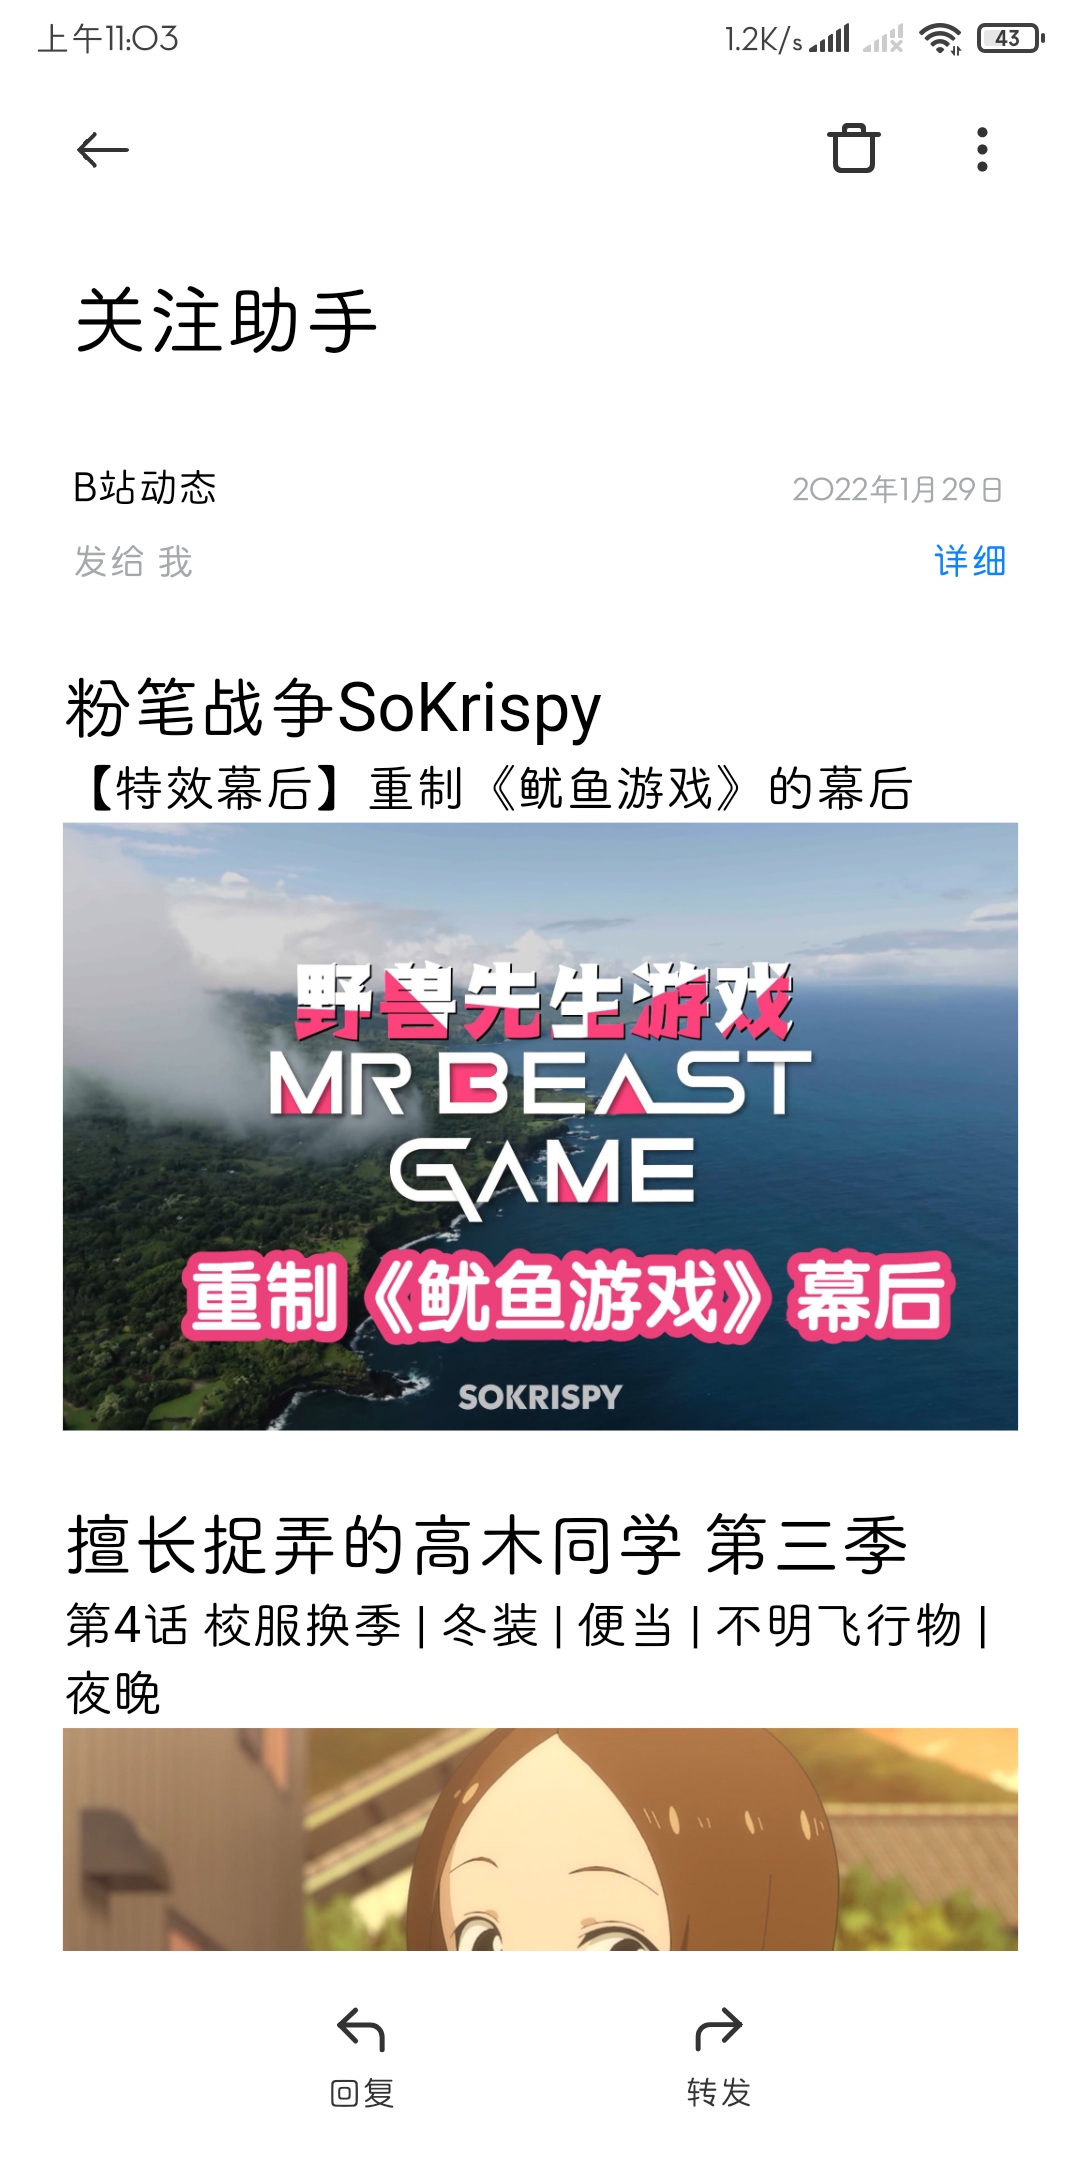 上午11:03
1.2K/s
43
关注助手
B站动态
2022年1月29日
发给 我
详细
粉笔战争SoKrispy
【特效幕后】重制《鱿鱼游戏》的幕后
野兽先生游戏
MR BEAST
GAME
重制《鱿鱼游戏》幕后
SOKRISPY
擅长捉弄的高木同学 第三季
第4话 校服换季 | 冬装 | 便当 | 不明飞行物 |
夜晚
回复
转发